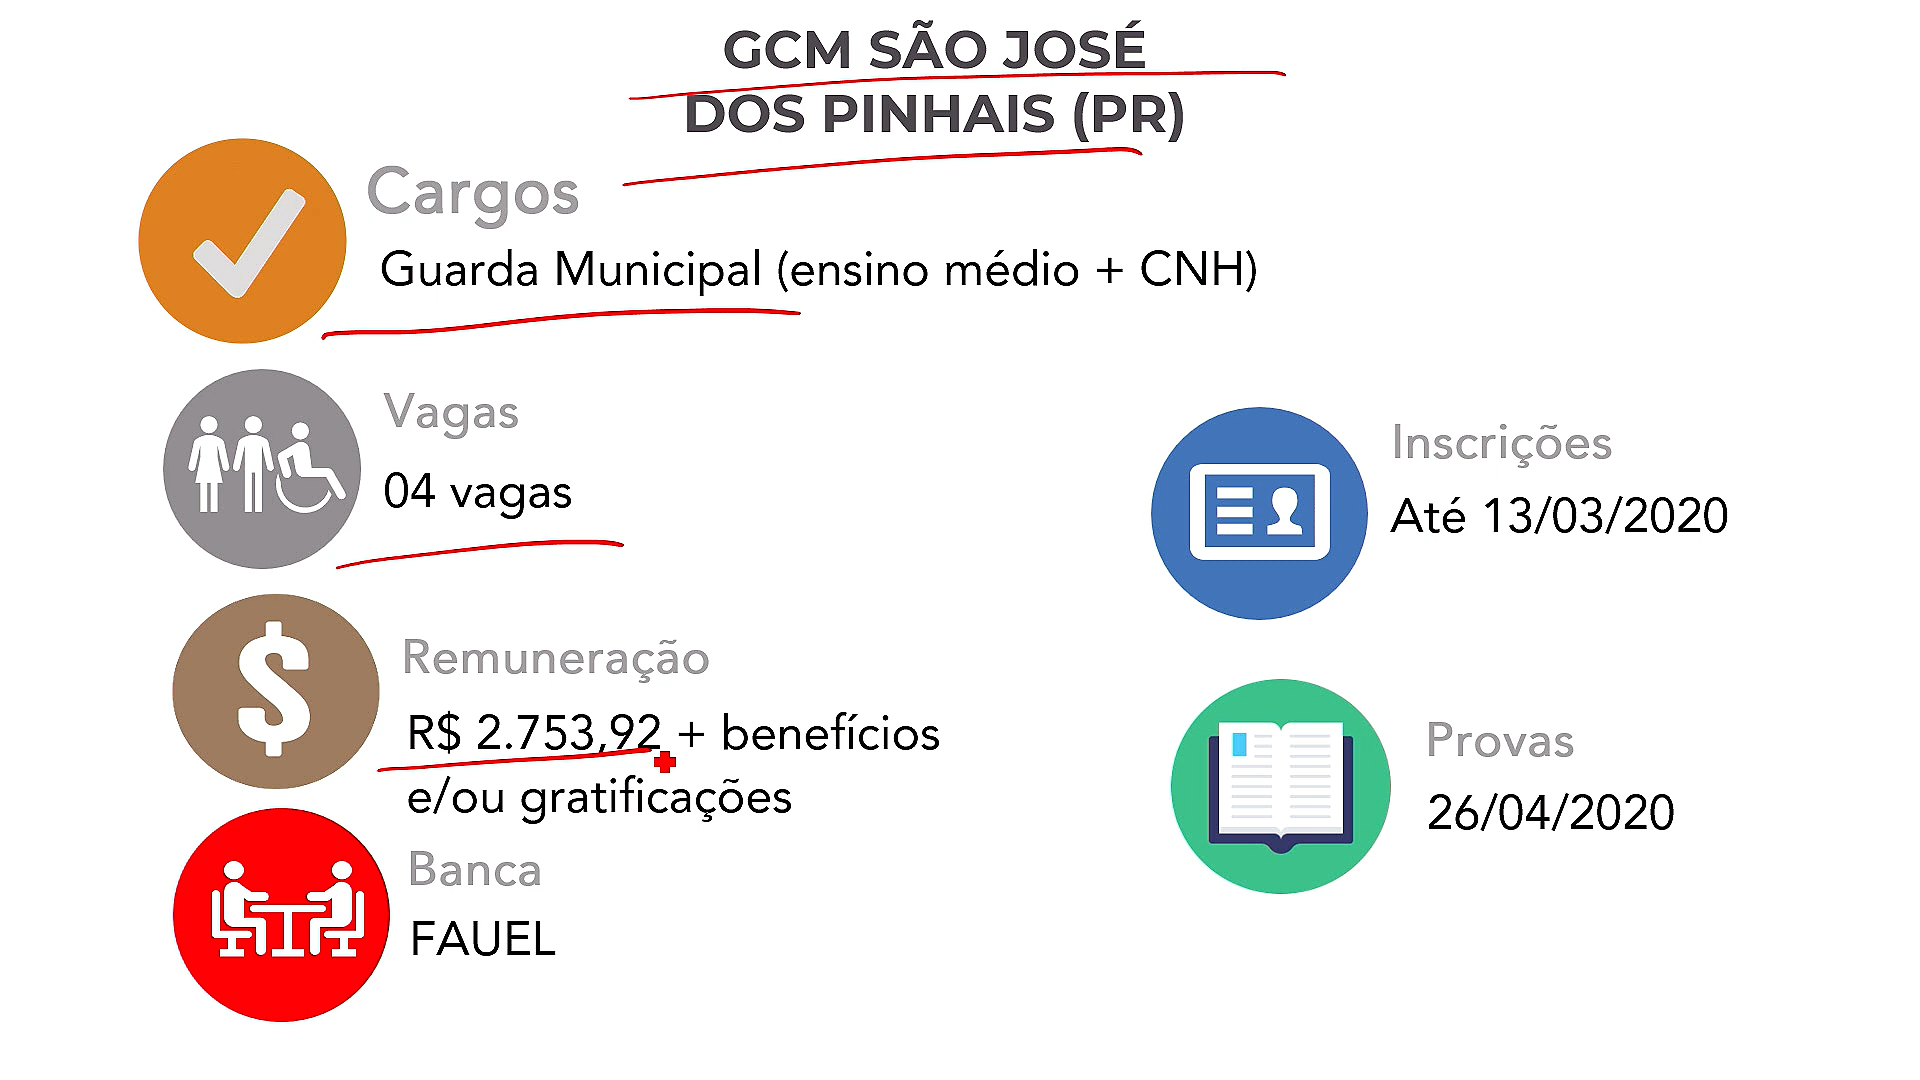 GCM SÃO JOSÉ
DOS PINHAIS (PR)
Cargos
Guarda Municipal (ensino médio + CNH)
Vagas
04 vagas
Remuneração
R$ 2.753,92 + benefícios
e/ou gratificações
Banca
FAUEL
Inscrições
Até 13/03/2020
Provas
26/04/2020